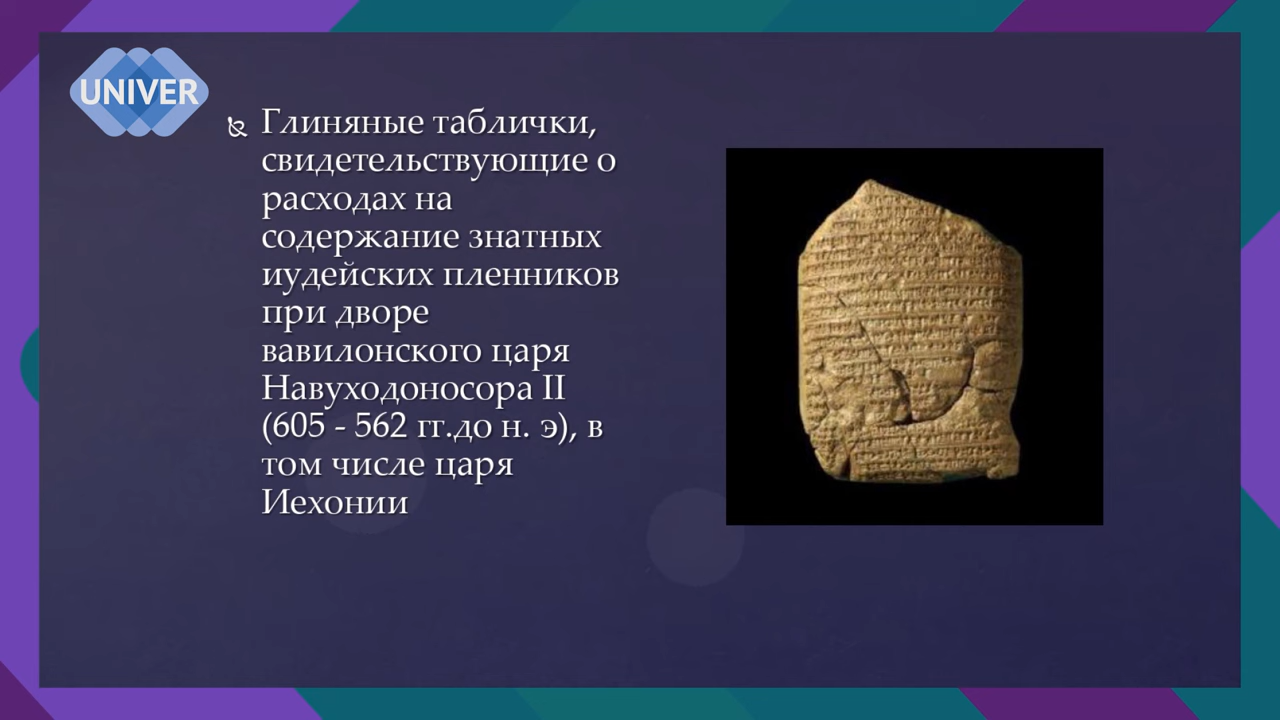 UNIVER
Глиняные таблички,
свидетельствующие о
расходах на
содержание знатных
иудейских пленников
при дворе
вавилонского царя
Навуходоносора II
(605 - 562 гг.до н. э), в
том числе царя
Иехонии